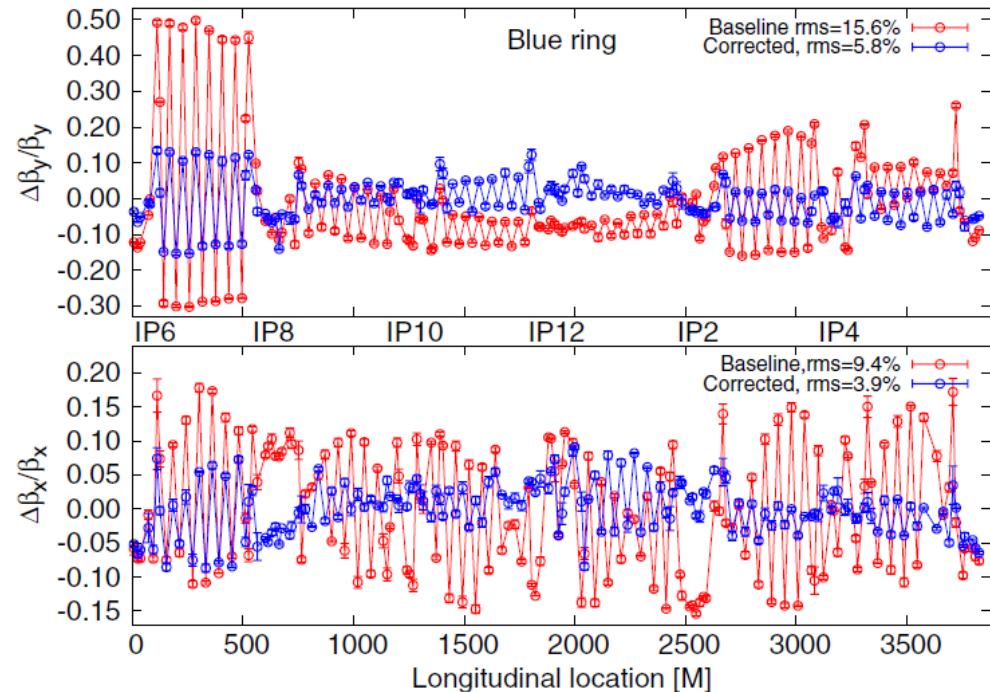 Blue ring
Baseline rms=15.6%
Corrected, rms=5.8%
Δβy/βy
0.50
0.40
0.30
0.20
0.10
0.00
-0.10
-0.20
-0.30
IP6 IP8 IP10 IP12 IP2 IP4
Baseline,rms=9.4%
Corrected, rms=3.9%
Δβx/βx
0.20
0.15
0.10
0.05
0.00
-0.05
-0.10
-0.15
0 500 1000 1500 2000 2500 3000 3500
Longitudinal location [M]